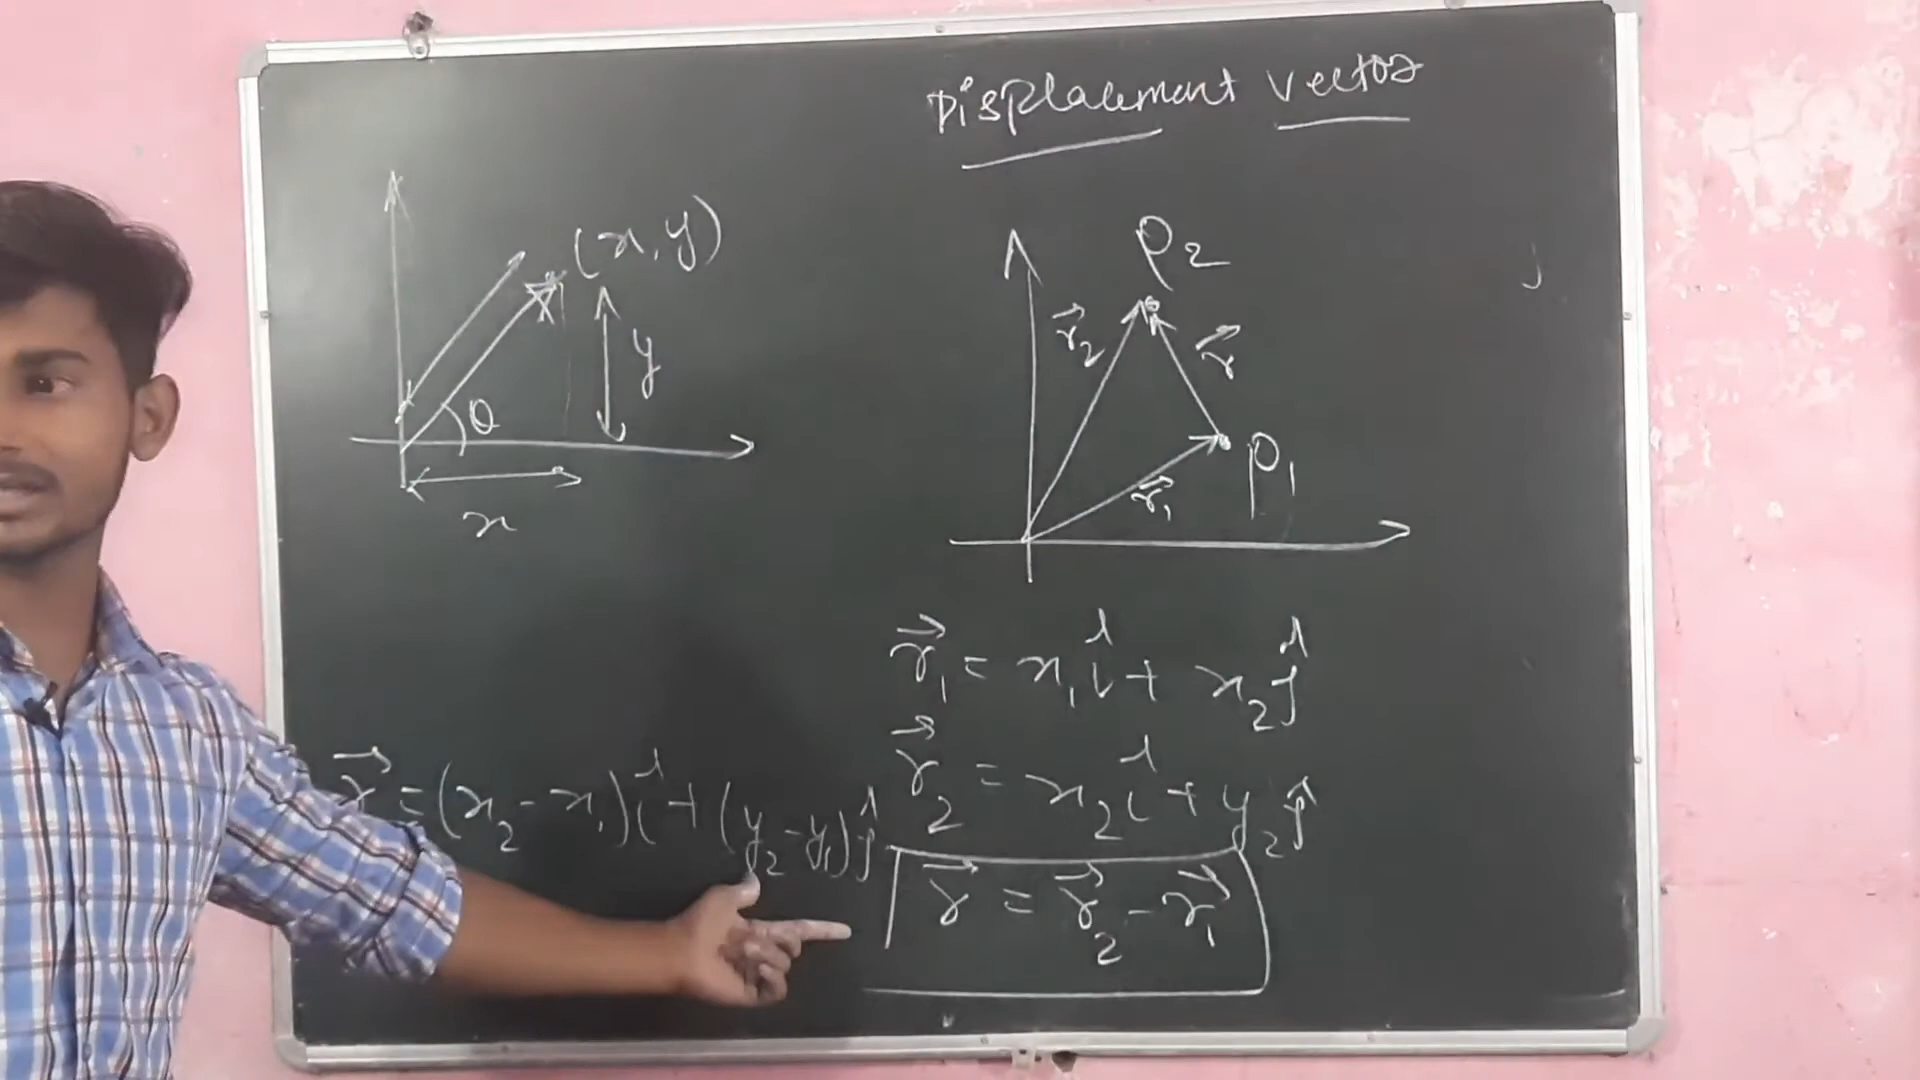 Displacement vector
(x, y)
y
θ
x
P₂
r⃗₂
r⃗
r⃗₁
P₁
r⃗₁ = x₁î + x₂ĵ
r⃗₂ = x₂î + y₂ĵ
r⃗ = (x₂ - x₁)î + (y₂ - y₁)ĵ
r⃗ = r⃗₂ - r⃗₁